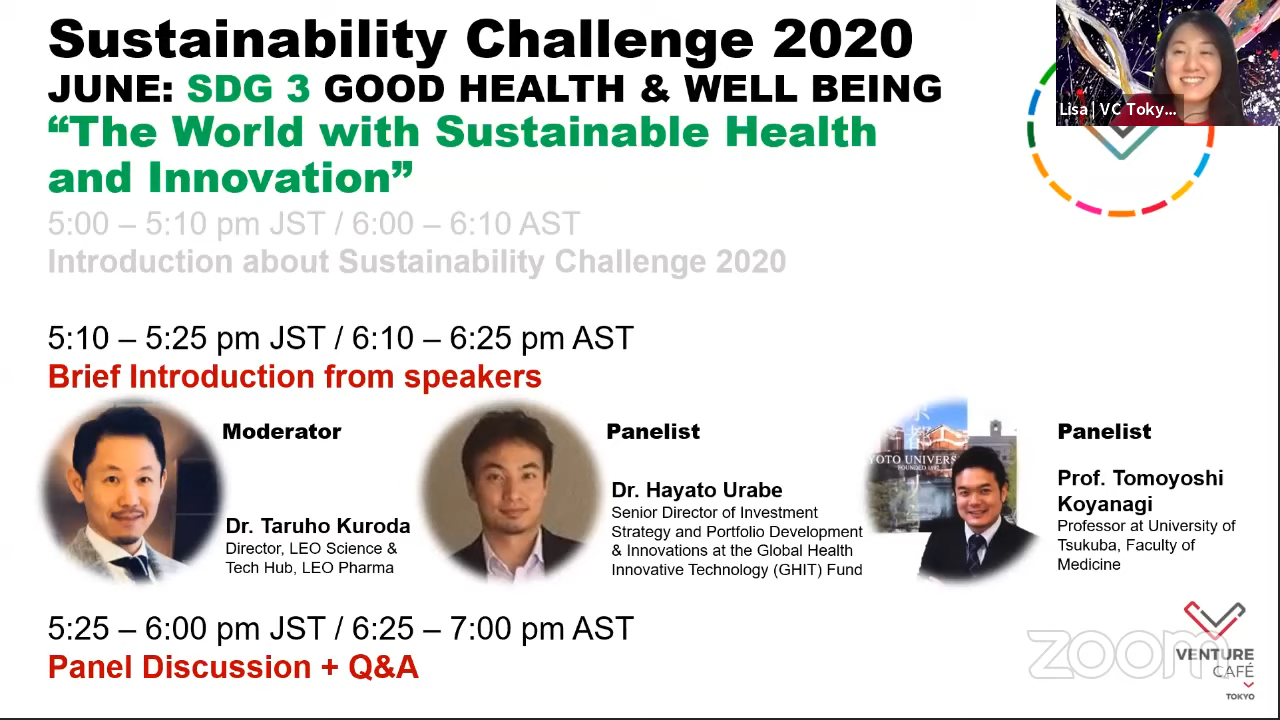 Sustainability Challenge 2020
JUNE: SDG 3 GOOD HEALTH & WELL BEING
“The World with Sustainable Health
and Innovation”
Lisa | VC Toky...
5:00 – 5:10 pm JST / 6:00 – 6:10 AST
Introduction about Sustainability Challenge 2020
5:10 – 5:25 pm JST / 6:10 – 6:25 pm AST
Brief Introduction from speakers
Moderator
Dr. Taruho Kuroda
Director, LEO Science &
Tech Hub, LEO Pharma
Panelist
Dr. Hayato Urabe
Senior Director of Investment
Strategy and Portfolio Development
& Innovations at the Global Health
Innovative Technology (GHIT) Fund
Panelist
Prof. Tomoyoshi
Koyanagi
Professor at University of
Tsukuba, Faculty of
Medicine
5:25 – 6:00 pm JST / 6:25 – 7:00 pm AST
Panel Discussion + Q&A
zoom
VENTURE
CAFÉ
TOKYO